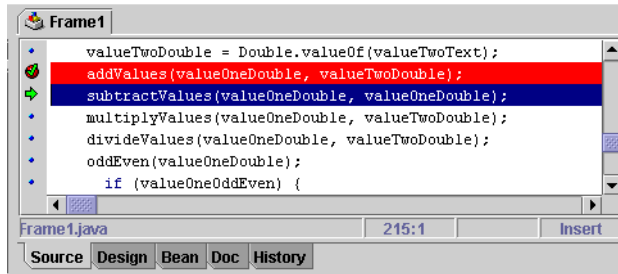 Frame1
valueTwoDouble = Double.valueOf(valueTwoText);
addValues(valueOneDouble, valueTwoDouble);
subtractValues(valueOneDouble, valueOneDouble);
multiplyValues(valueOneDouble, valueTwoDouble);
divideValues(valueOneDouble, valueTwoDouble);
oddEven(valueOneDouble);
if (valueOneOddEven) {
Frame1.java 215:1 Insert
Source Design Bean Doc History